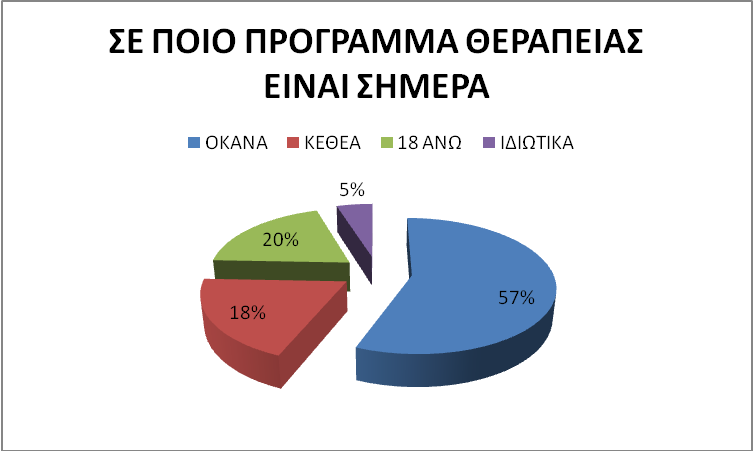 ΣΕ ΠΟΙΟ ΠΡΟΓΡΑΜΜΑ ΘΕΡΑΠΕΙΑΣ
ΕΙΝΑΙ ΣΗΜΕΡΑ
ΟΚΑΝΑ ΚΕΘΕΑ 18 ΑΝΩ ΙΔΙΩΤΙΚΑ
5%
20%
57%
18%